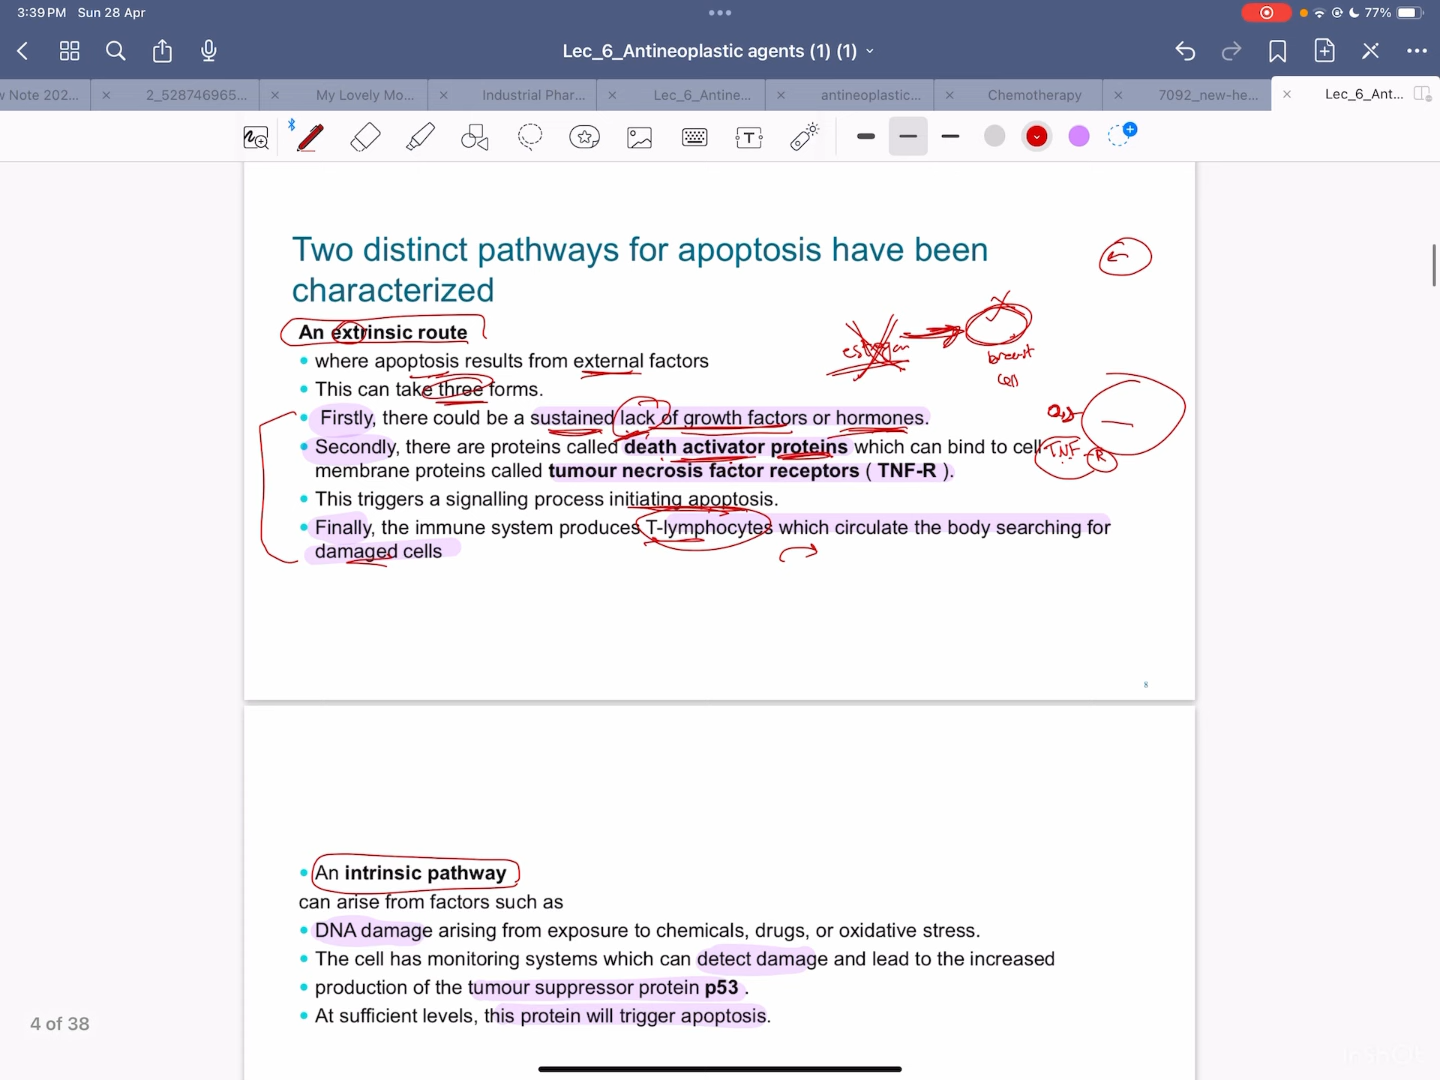 3:39 PM Sun 28 Apr
77%
Lec_6_Antineoplastic agents (1) (1)
w Note 202...
2_528746965...
My Lovely Mo...
Industrial Phar...
Lec_6_Antine...
antineoplastic...
Chemotherapy
7092_new-he...
Lec_6_Ant...
Two distinct pathways for apoptosis have been
characterized
An extrinsic route
estrogen
breast
cell
• where apoptosis results from external factors
• This can take three forms.
• Firstly, there could be a sustained lack of growth factors or hormones.
• Secondly, there are proteins called death activator proteins which can bind to cell
TNF - R
membrane proteins called tumour necrosis factor receptors ( TNF-R ).
• This triggers a signalling process initiating apoptosis.
• Finally, the immune system produces T-lymphocytes which circulate the body searching for
damaged cells
8
• An intrinsic pathway
can arise from factors such as
• DNA damage arising from exposure to chemicals, drugs, or oxidative stress.
• The cell has monitoring systems which can detect damage and lead to the increased
• production of the tumour suppressor protein p53 .
• At sufficient levels, this protein will trigger apoptosis.
4 of 38